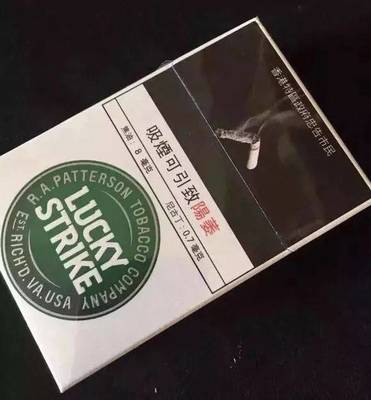 香港特區政府忠告市民
吸煙可引致陽萎
焦油：8 毫克
尼古丁：0.7 毫克
R.A. PATTERSON TOBACCO COMPANY
LUCKY
STRIKE
EST. RICH'D. VA. USA